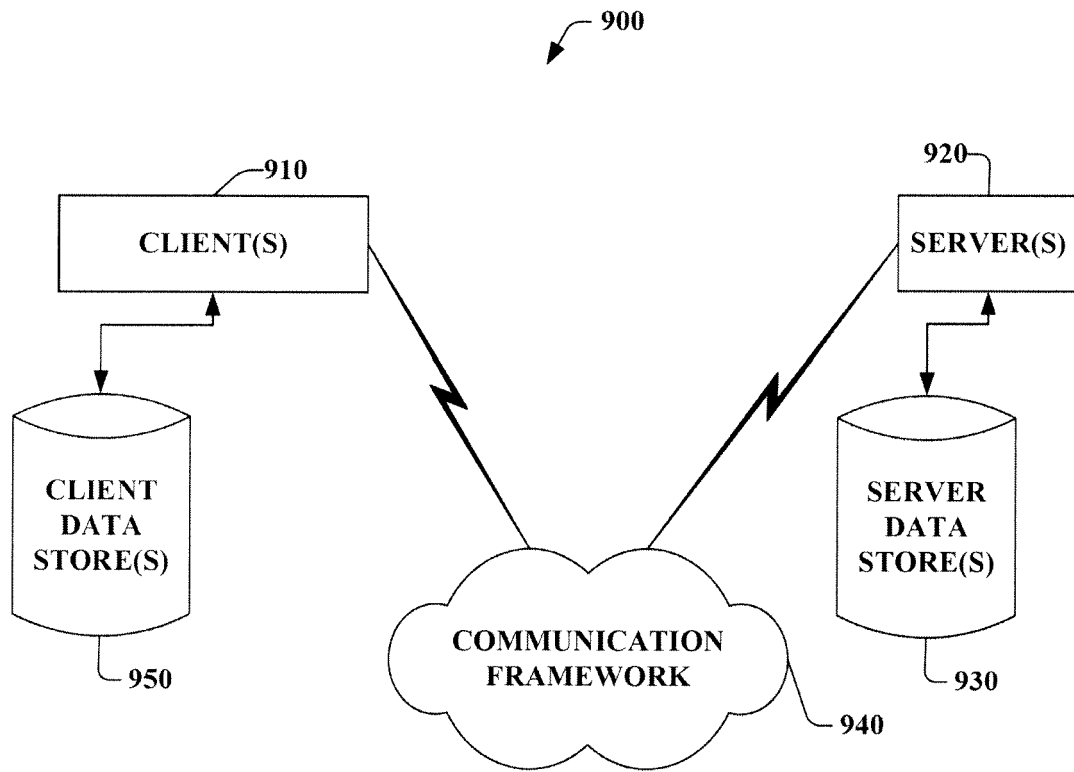 900
910
920
CLIENT(S)
SERVER(S)
CLIENT
DATA
STORE(S)
SERVER
DATA
STORE(S)
COMMUNICATION
FRAMEWORK
950
930
940